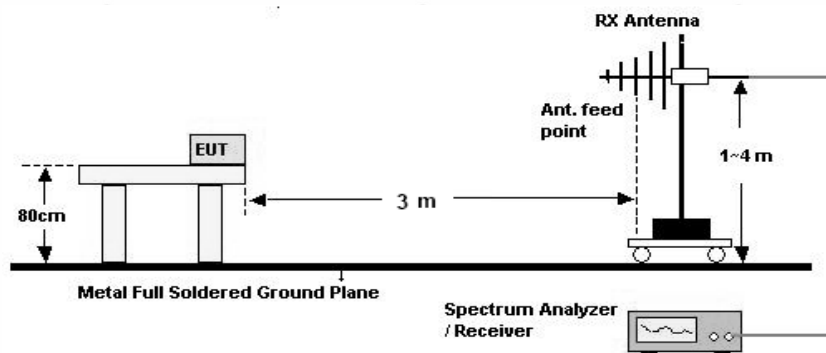 RX Antenna
Ant. feed
point
EUT
1~4 m
3 m
80cm
Metal Full Soldered Ground Plane
Spectrum Analyzer
/ Receiver